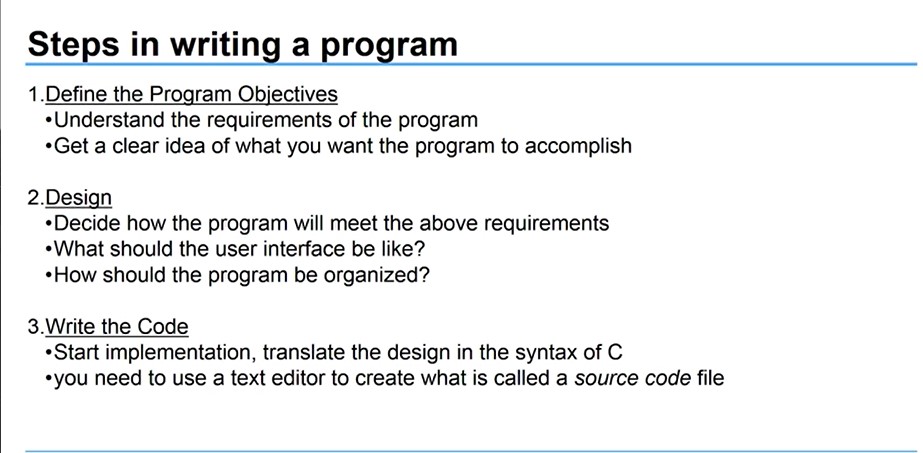 Steps in writing a program
1.Define the Program Objectives
•Understand the requirements of the program
•Get a clear idea of what you want the program to accomplish
2.Design
•Decide how the program will meet the above requirements
•What should the user interface be like?
•How should the program be organized?
3.Write the Code
•Start implementation, translate the design in the syntax of C
•you need to use a text editor to create what is called a source code file